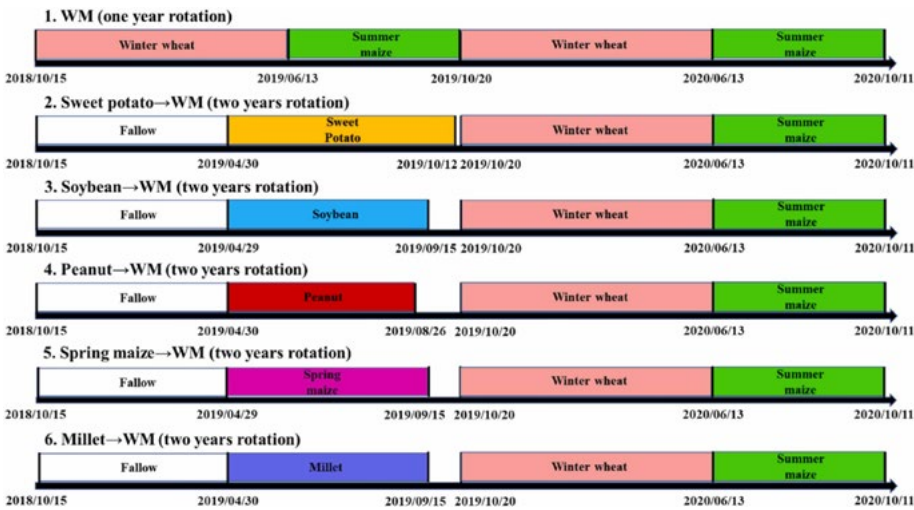 1. WM (one year rotation)
Winter wheat
Summer
maize
Winter wheat
Summer
maize
2018/10/15 2019/06/13 2019/10/20 2020/06/13 2020/10/11
2. Sweet potato→WM (two years rotation)
Fallow
Sweet
Potato
Winter wheat
Summer
maize
2018/10/15 2019/04/30 2019/10/12 2019/10/20 2020/06/13 2020/10/11
3. Soybean→WM (two years rotation)
Fallow
Soybean
Winter wheat
Summer
maize
2018/10/15 2019/04/29 2019/09/15 2019/10/20 2020/06/13 2020/10/11
4. Peanut→WM (two years rotation)
Fallow
Peanut
Winter wheat
Summer
maize
2018/10/15 2019/04/30 2019/08/26 2019/10/20 2020/06/13 2020/10/11
5. Spring maize→WM (two years rotation)
Fallow
Spring
maize
Winter wheat
Summer
maize
2018/10/15 2019/04/29 2019/09/15 2019/10/20 2020/06/13 2020/10/11
6. Millet→WM (two years rotation)
Fallow
Millet
Winter wheat
Summer
maize
2018/10/15 2019/04/30 2019/09/15 2019/10/20 2020/06/13 2020/10/11